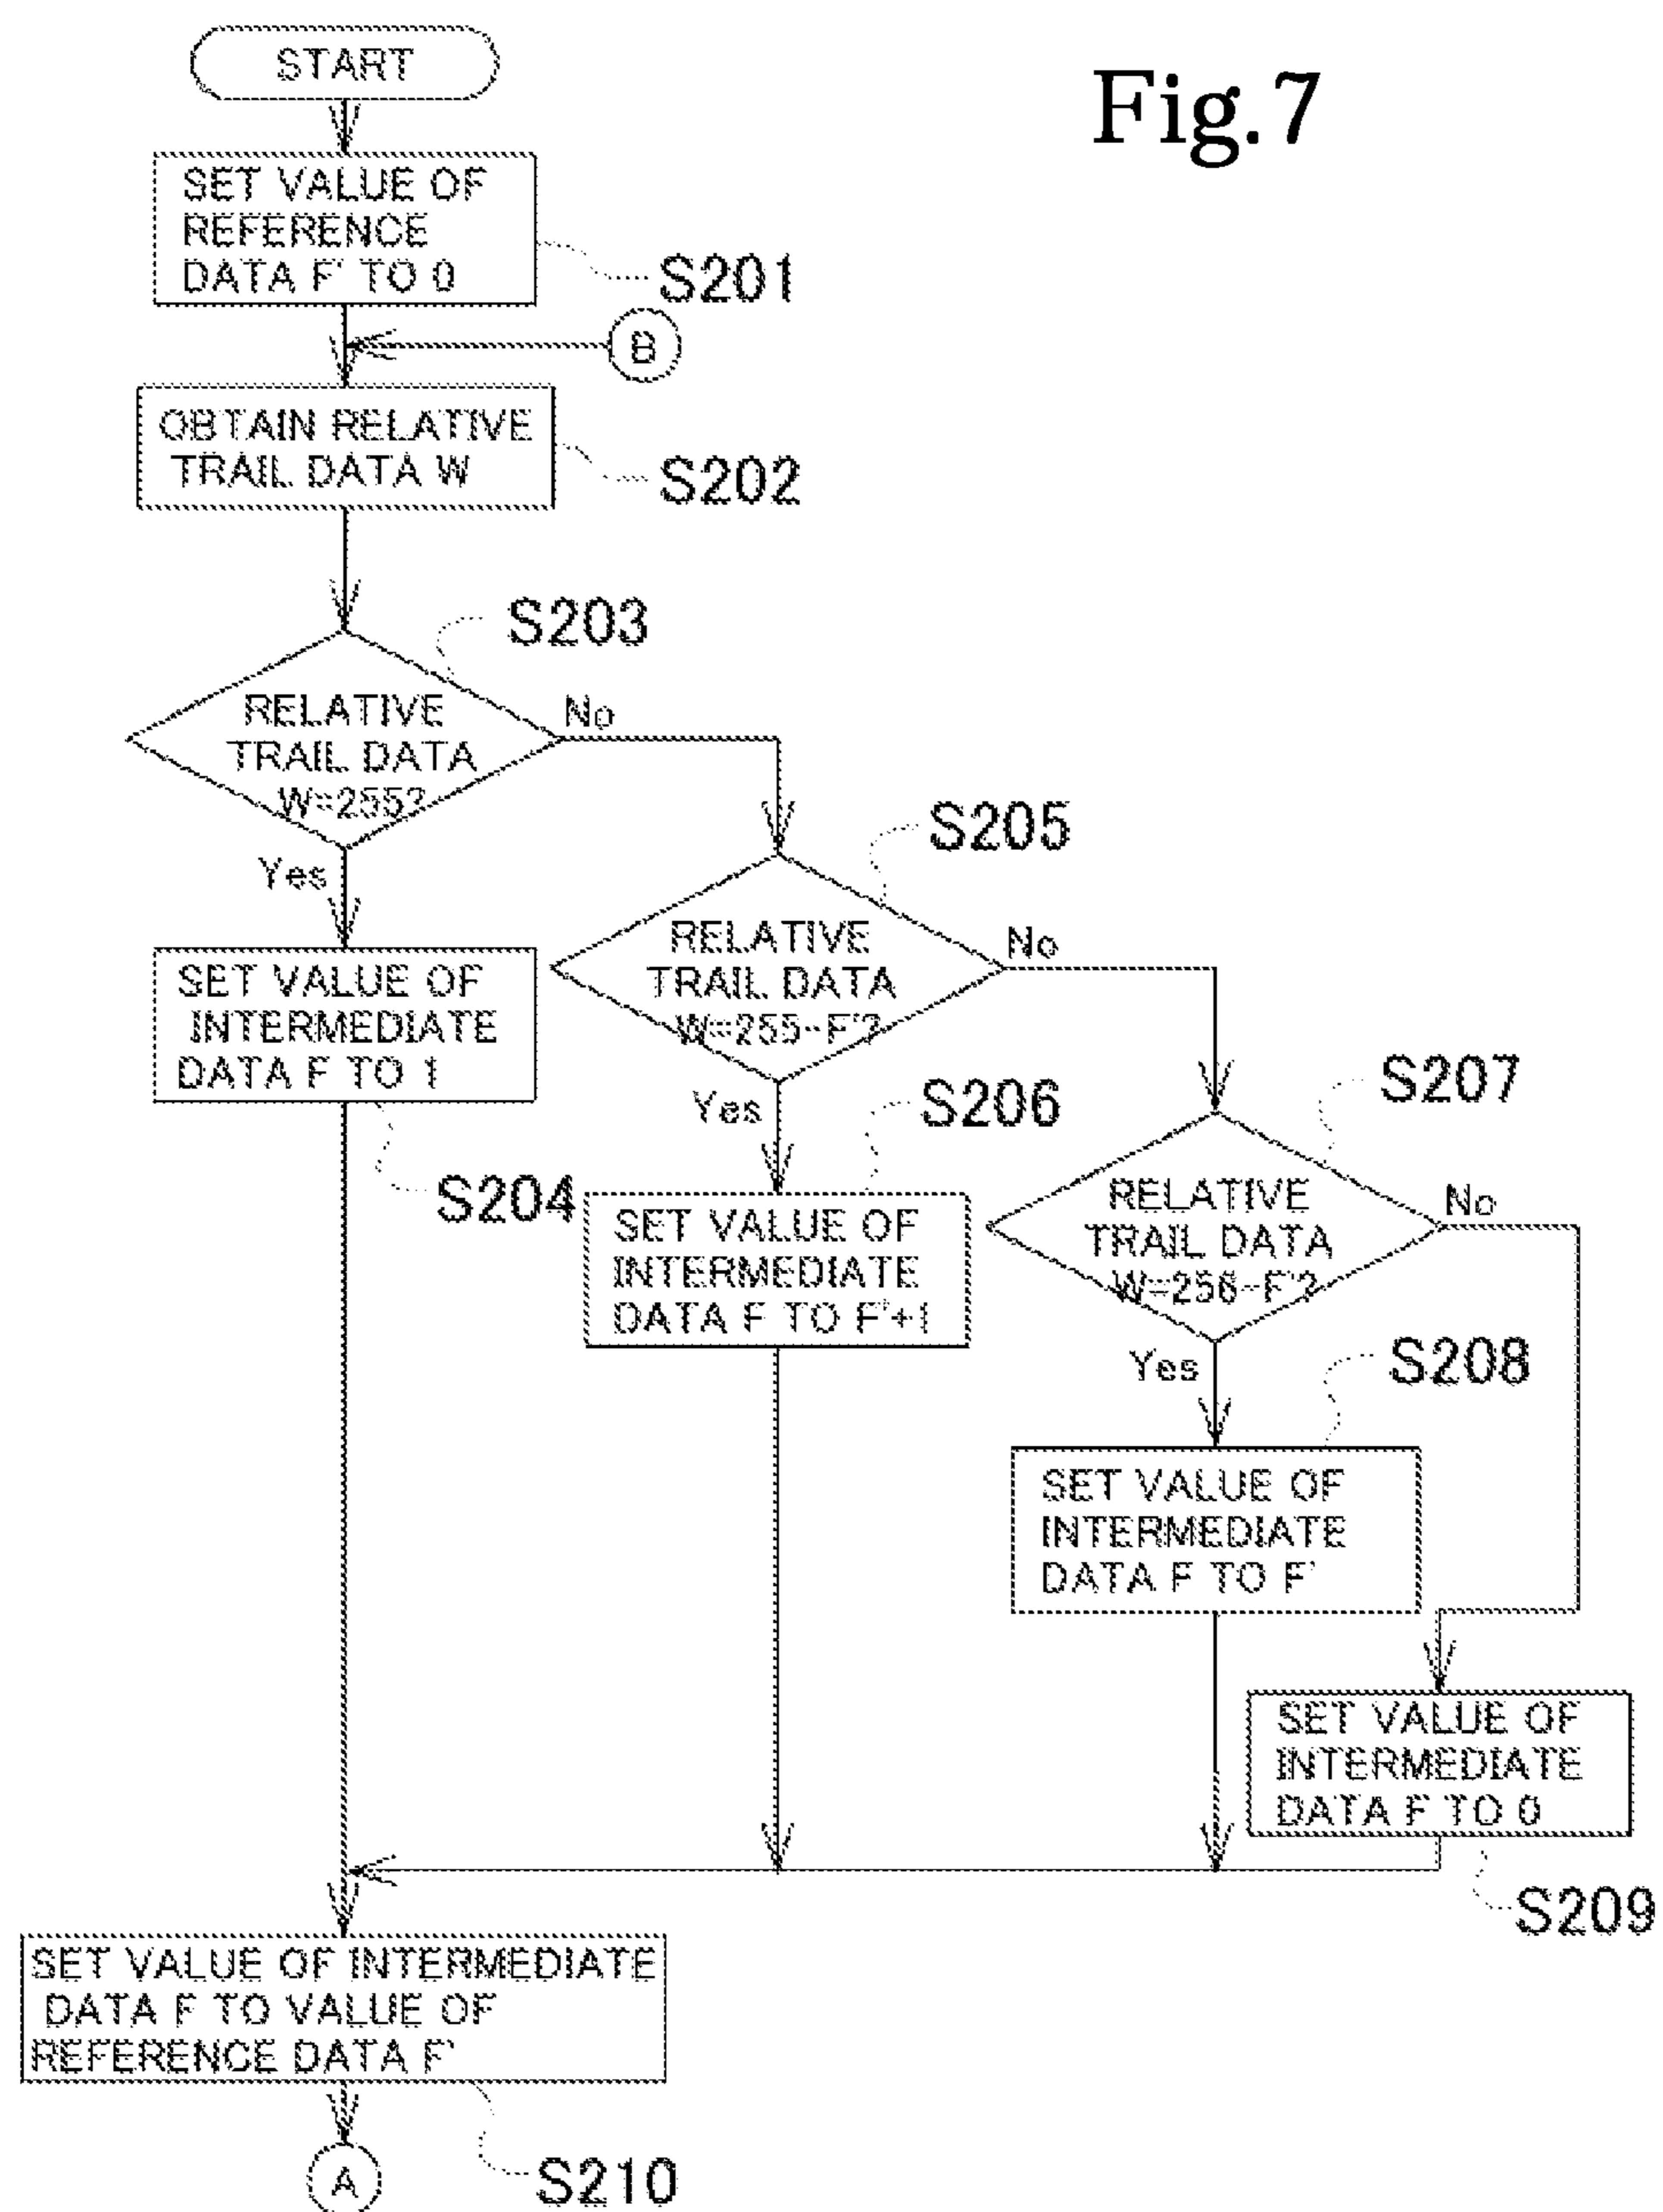 Fig.7
START
SET VALUE OF
REFERENCE
DATA F' TO 0
S201
B
OBTAIN RELATIVE
TRAIL DATA W
S202
S203
RELATIVE
TRAIL DATA
W=255?
No
Yes
S205
RELATIVE
TRAIL DATA
W=255-F'?
No
Yes
SET VALUE OF
INTERMEDIATE
DATA F TO 1
S204
S206
SET VALUE OF
INTERMEDIATE
DATA F TO F'+1
S207
RELATIVE
TRAIL DATA
W=256-F'?
No
Yes
S208
SET VALUE OF
INTERMEDIATE
DATA F TO F'
SET VALUE OF
INTERMEDIATE
DATA F TO 0
S209
SET VALUE OF INTERMEDIATE
DATA F TO VALUE OF
REFERENCE DATA F'
S210
A